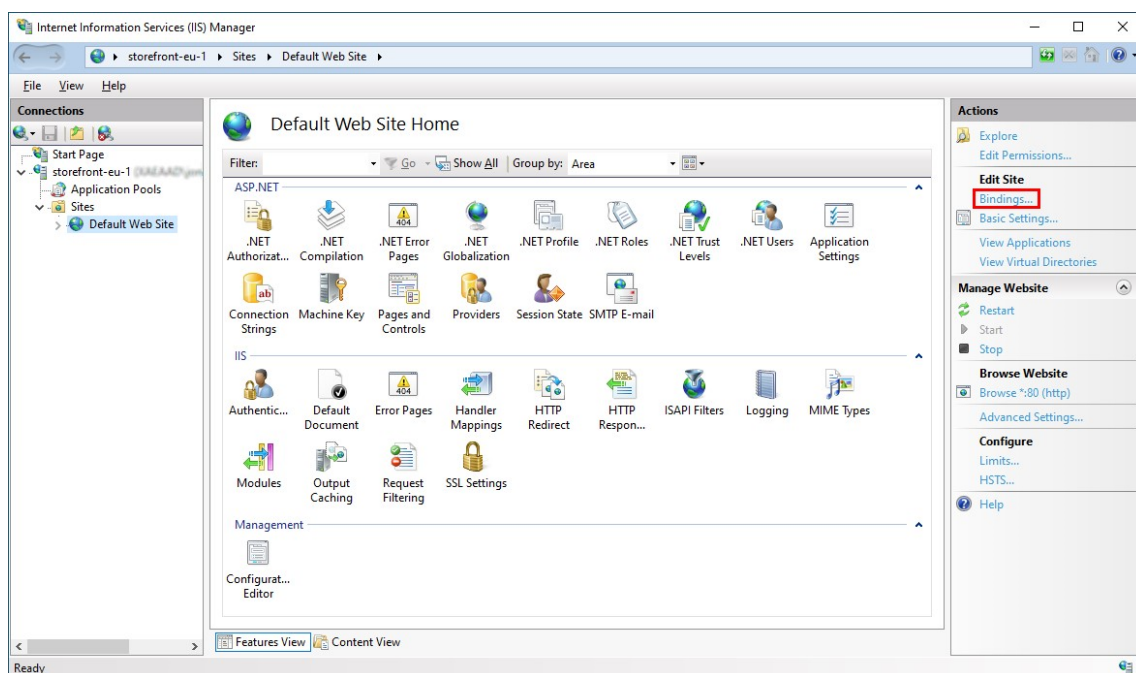 Internet Information Services (IIS) Manager
storefront-eu-1 Sites Default Web Site
File View Help
Connections
Start Page
storefront-eu-1
Application Pools
Sites
Default Web Site
Default Web Site Home
Filter: Go Show All Group by: Area
ASP.NET
.NET Authorizat...
.NET Compilation
.NET Error Pages
404
.NET Globalization
.NET Profile
.NET Roles
.NET Trust Levels
.NET Users
Application Settings
ab
Connection Strings
Machine Key
Pages and Controls
Providers
Session State
SMTP E-mail
IIS
Authentic...
Default Document
404
Error Pages
Handler Mappings
HTTP Redirect
HTTP Respon...
ISAPI Filters
Logging
MIME Types
Modules
Output Caching
Request Filtering
SSL Settings
Management
Configurat... Editor
Features View Content View
Ready
Actions
Explore
Edit Permissions...
Edit Site
Bindings...
Basic Settings...
View Applications
View Virtual Directories
Manage Website
Restart
Start
Stop
Browse Website
Browse *:80 (http)
Advanced Settings...
Configure
Limits...
HSTS...
Help